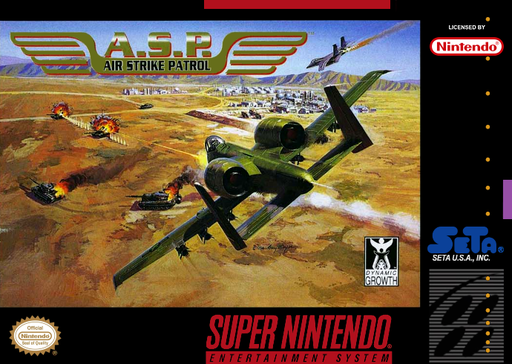 A.S.P.
AIR STRIKE PATROL
LICENSED BY
Nintendo
SETA
SETA U.S.A., INC.
DYNAMIC
GROWTH
Official
Nintendo
Seal of Quality
SUPER NINTENDO
ENTERTAINMENT SYSTEM